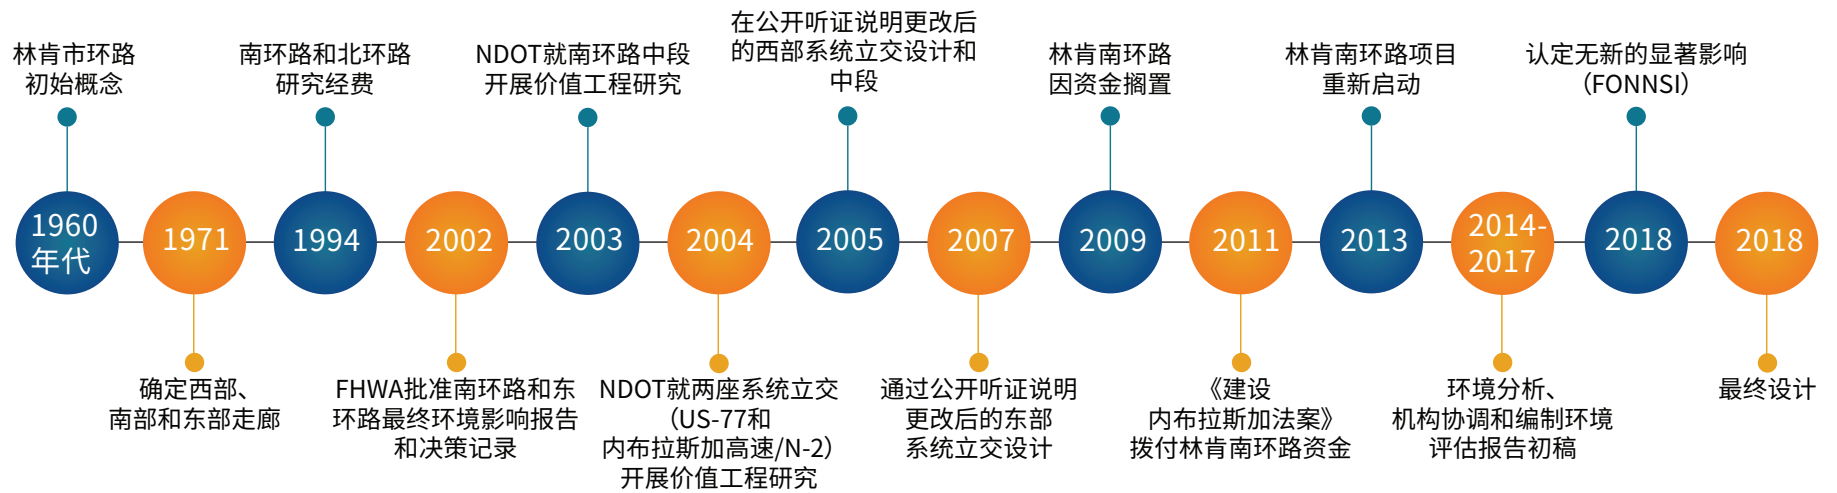 林肯市环路
初始概念
南环路和北环路
研究经费
NDOT就南环路中段
开展价值工程研究
在公开听证说明更改后
的西部系统立交设计和
中段
林肯南环路
因资金搁置
林肯南环路项目
重新启动
认定无新的显著影响
（FONNSI）
1960
年代
1971
1994
2002
2003
2004
2005
2007
2009
2011
2013
2014-
2017
2018
2018
确定西部、
南部和东部走廊
FHWA批准南环路和东
环路最终环境影响报告
和决策记录
NDOT就两座系统立交
（US-77和
内布拉斯加高速/N-2）
开展价值工程研究
通过公开听证说明
更改后的东部
系统立交设计
《建设
内布拉斯加法案》
拨付林肯南环路资金
环境分析、
机构协调和编制环境
评估报告初稿
最终设计